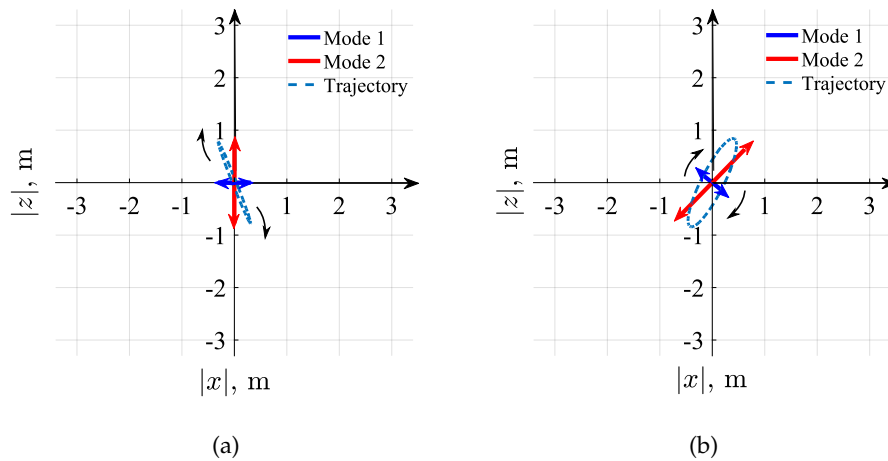 3
2
1
-1
-2
-3
-3
-2
-1
1
2
3
Mode 1
Mode 2
Trajectory
|z|, m
|x|, m
(a)
3
2
1
-1
-2
-3
-3
-2
-1
1
2
3
Mode 1
Mode 2
Trajectory
|z|, m
|x|, m
(b)